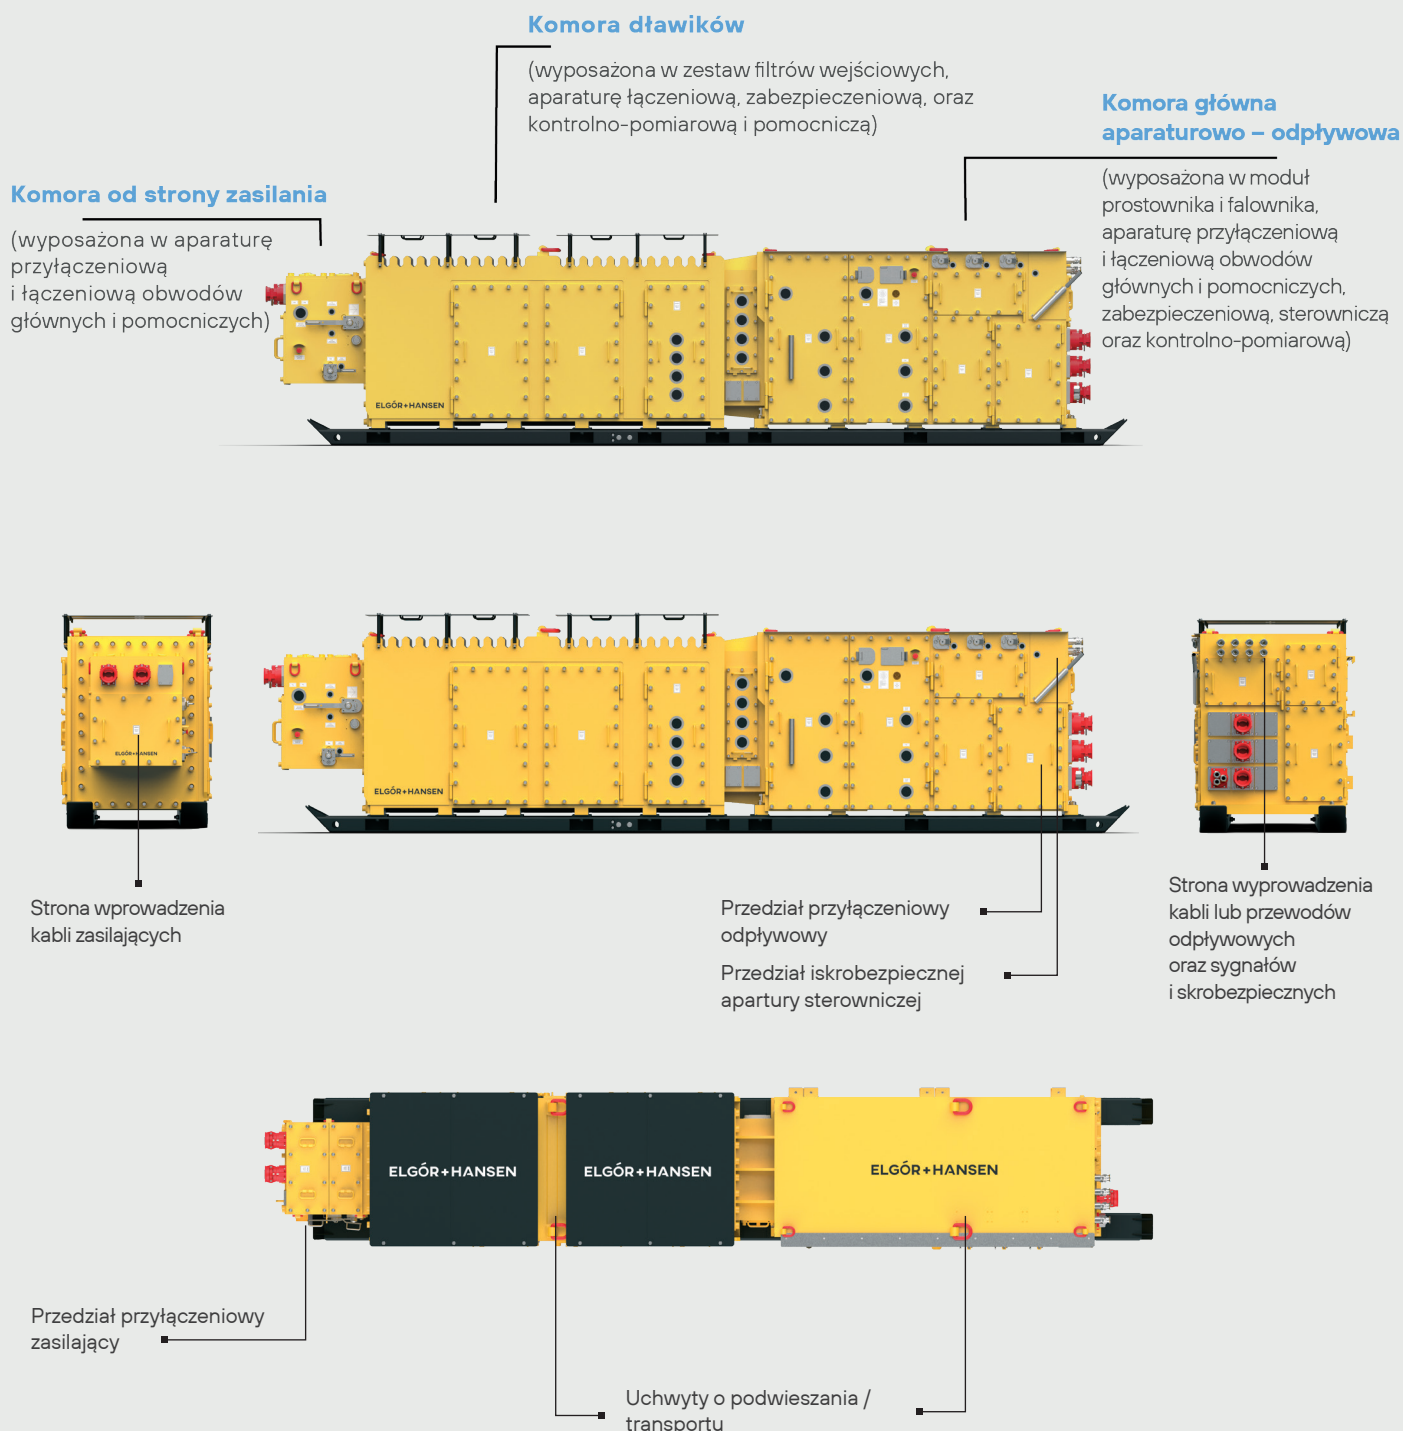 Komora dławików
(wyposażona w zestaw filtrów wejściowych,
aparaturę łączeniową, zabezpieczeniową, oraz
kontrolno-pomiarową i pomocniczą)
Komora główna
aparaturowo – odpływowa
(wyposażona w moduł
prostownika i falownika,
aparaturę przyłączeniową
i łączeniową obwodów
głównych i pomocniczych,
zabezpieczeniową, sterowniczą
oraz kontrolno-pomiarową)
Komora od strony zasilania
(wyposażona w aparaturę
przyłączeniową
i łączeniową obwodów
głównych i pomocniczych)
ELGÓR+HANSEN
ELGÓR+HANSEN
ELGÓR+HANSEN
Strona wprowadzenia
kabli zasilających
Przedział przyłączeniowy
odpływowy
Przedział iskrobezpiecznej
apartury sterowniczej
Strona wyprowadzenia
kabli lub przewodów
odpływowych
oraz sygnałów
i skrobezpiecznych
ELGÓR+HANSEN
ELGÓR+HANSEN
ELGÓR+HANSEN
Przedział przyłączeniowy
zasilający
Uchwyty o podwieszania /
transportu